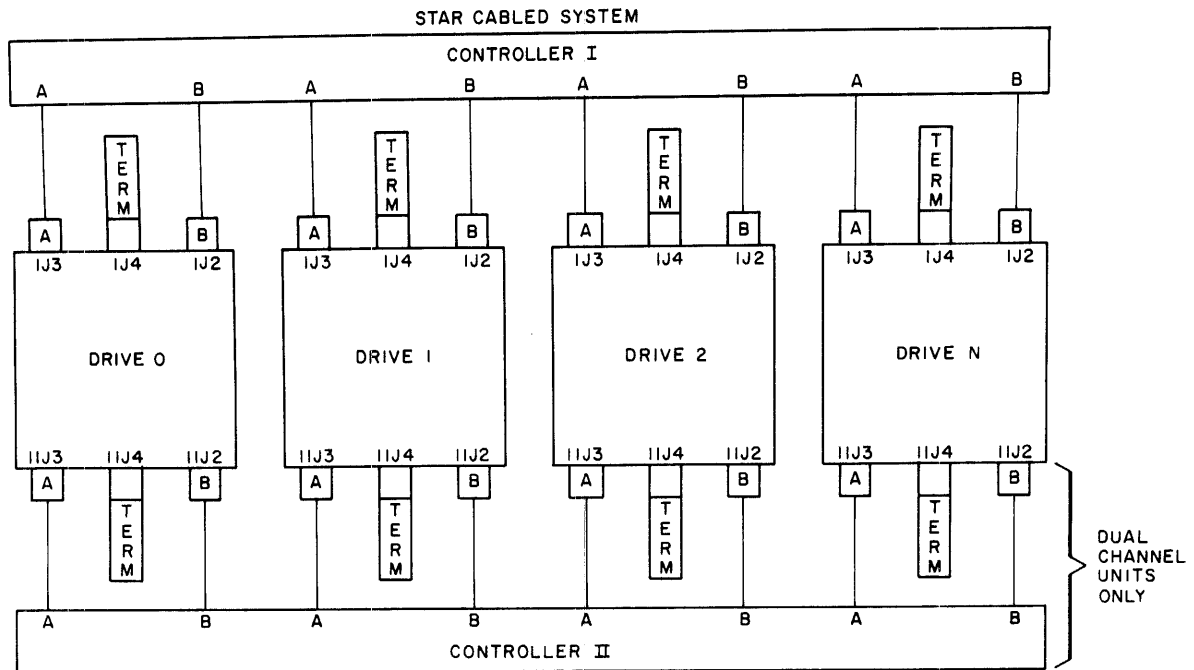 STAR CABLED SYSTEM
CONTROLLER I
A B A B A B A B
TERM TERM TERM TERM
A B A B A B A B
IJ3 IJ4 IJ2 IJ3 IJ4 IJ2 IJ3 IJ4 IJ2 IJ3 IJ4 IJ2
DRIVE 0 DRIVE 1 DRIVE 2 DRIVE N
IIJ3 IIJ4 IIJ2 IIJ3 IIJ4 IIJ2 IIJ3 IIJ4 IIJ2 IIJ3 IIJ4 IIJ2
A B A B A B A B
TERM TERM TERM TERM
DUAL
CHANNEL
UNITS
ONLY
A B A B A B A B
CONTROLLER II